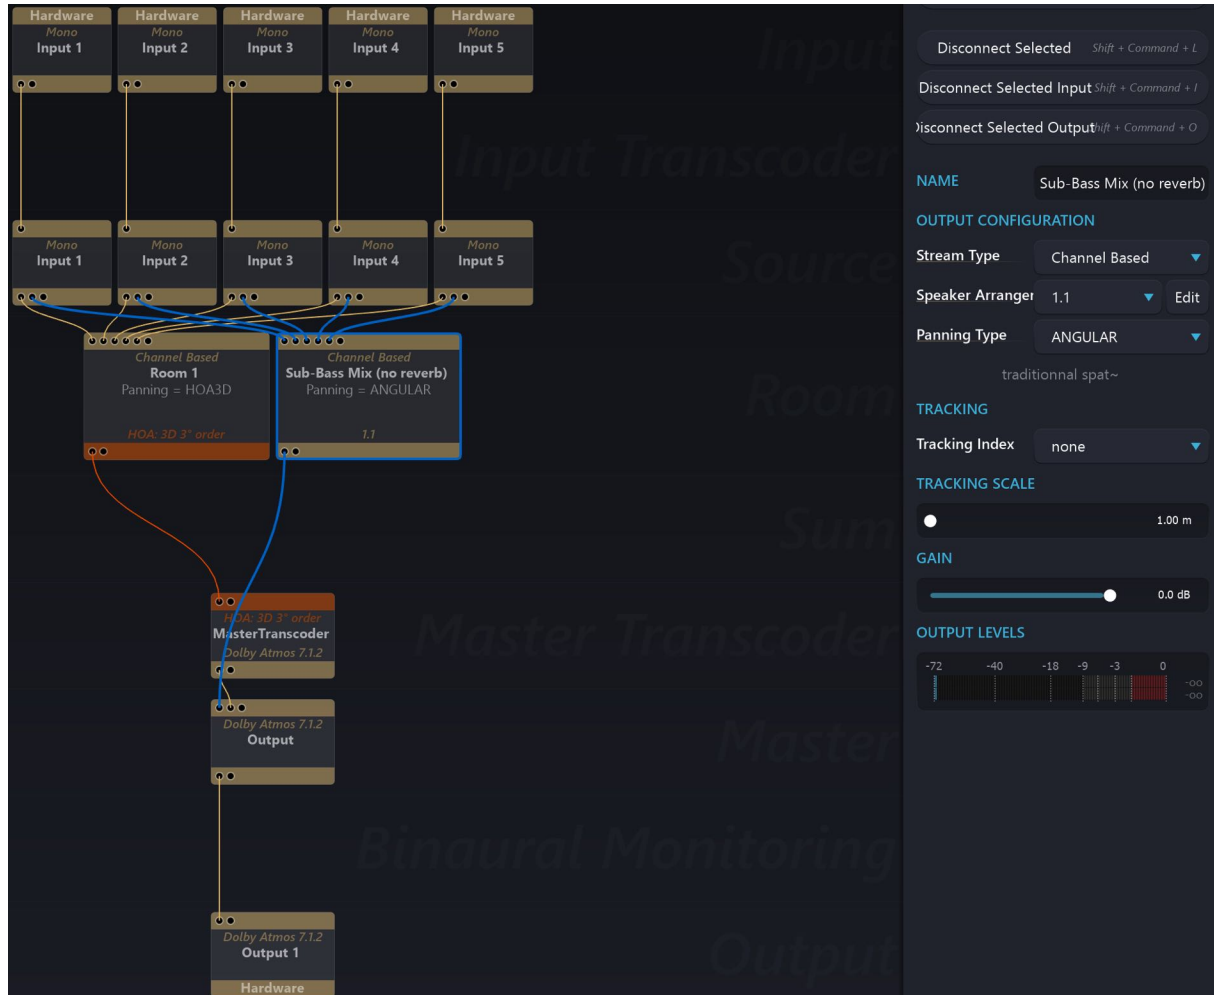 Hardware Hardware Hardware Hardware Hardware
Mono Mono Mono Mono Mono
Input 1 Input 2 Input 3 Input 4 Input 5
Input
Input Transcoder
Mono Mono Mono Mono Mono
Input 1 Input 2 Input 3 Input 4 Input 5
Source
Channel Based
Room 1
Panning = HOA3D
HOA: 3D 3° order
Channel Based
Sub-Bass Mix (no reverb)
Panning = ANGULAR
1.1
Room
Sum
HOA: 3D 3° order
MasterTranscoder
Dolby Atmos 7.1.2
Master Transcoder
Dolby Atmos 7.1.2
Output
Master
Binaural Monitoring
Dolby Atmos 7.1.2
Output 1
Hardware
Output
Disconnect Selected Shift + Command + L
Disconnect Selected Input Shift + Command + I
Disconnect Selected Output hift + Command + O
NAME Sub-Bass Mix (no reverb)
OUTPUT CONFIGURATION
Stream Type Channel Based
Speaker Arranger 1.1 Edit
Panning Type ANGULAR
traditionnal spat~
TRACKING
Tracking Index none
TRACKING SCALE
1.00 m
GAIN
0.0 dB
OUTPUT LEVELS
-72 -40 -18 -9 -3 0
-oo
-oo